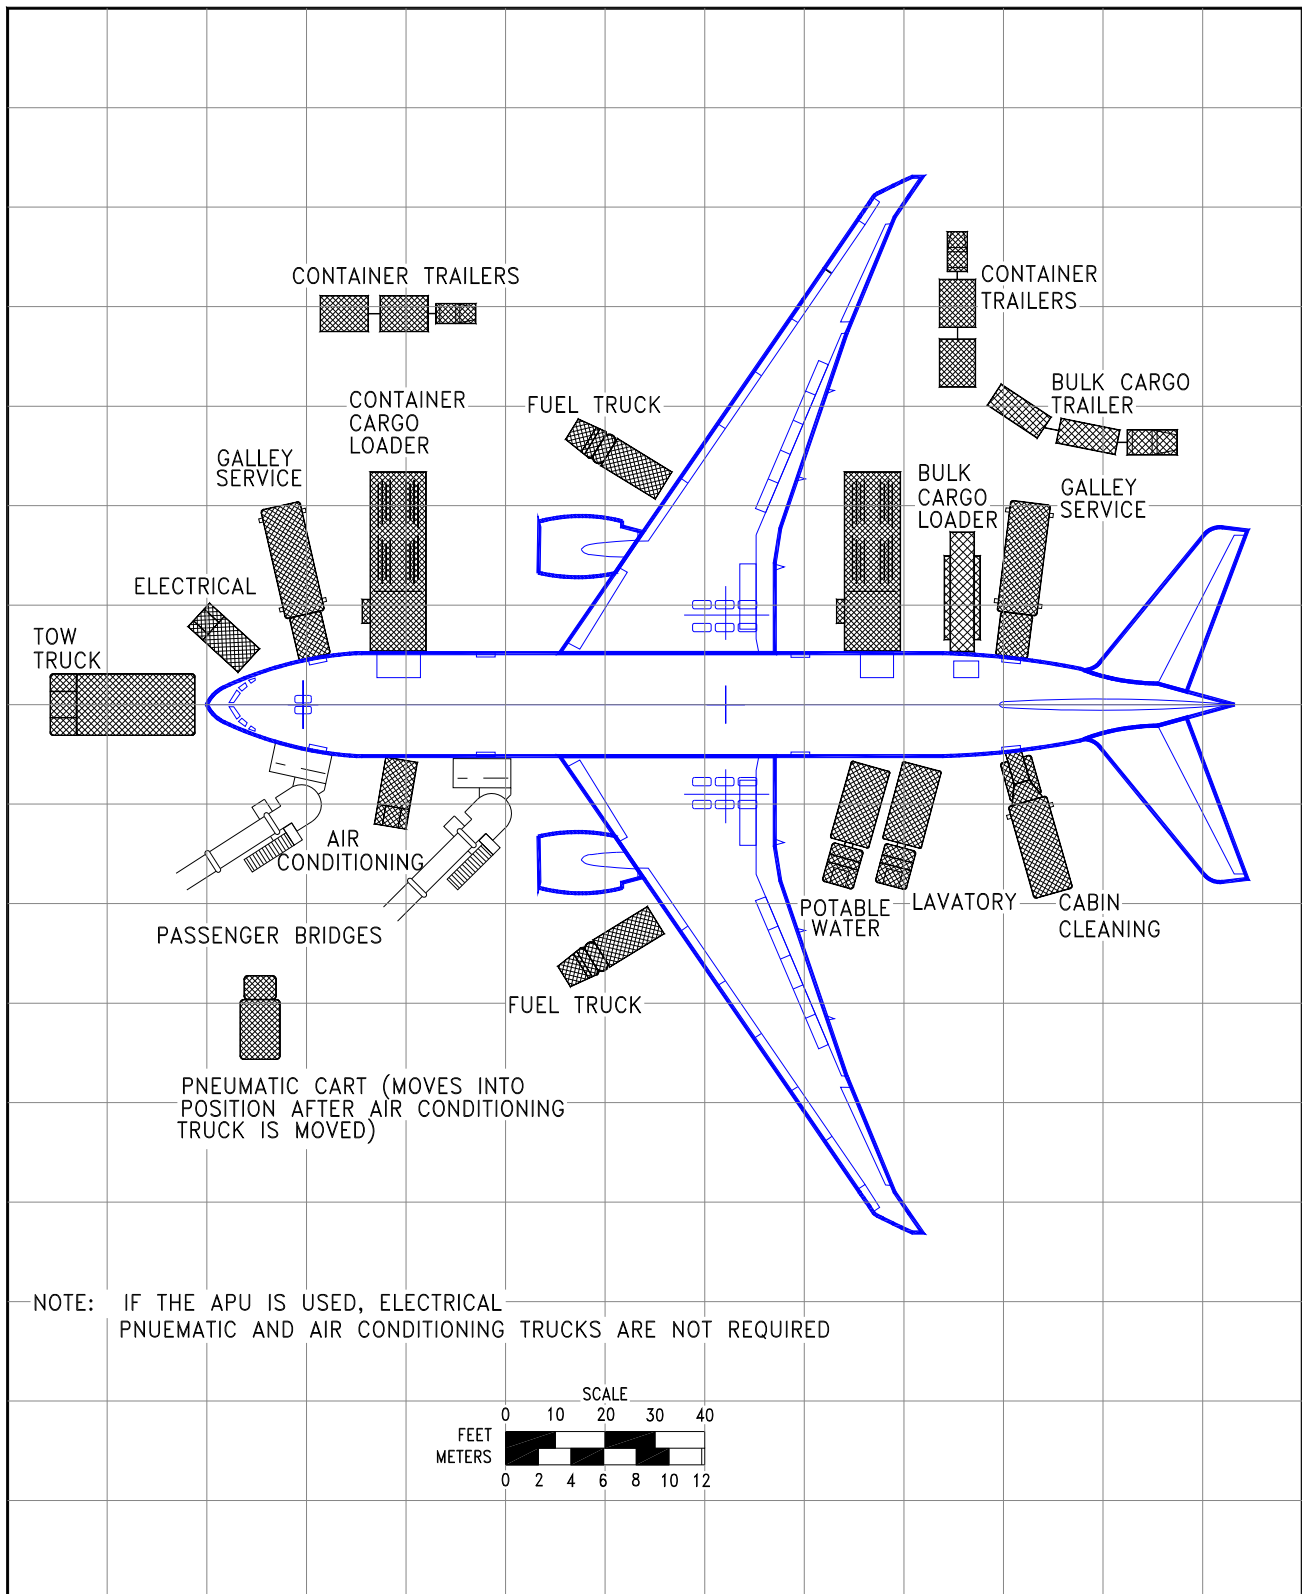 CONTAINER TRAILERS
CONTAINER
TRAILERS
CONTAINER
CARGO
LOADER
FUEL TRUCK
BULK CARGO
TRAILER
GALLEY
SERVICE
BULK
CARGO
LOADER
GALLEY
SERVICE
ELECTRICAL
TOW
TRUCK
AIR
CONDITIONING
POTABLE
WATER
LAVATORY
CABIN
CLEANING
PASSENGER BRIDGES
FUEL TRUCK
PNEUMATIC CART (MOVES INTO
POSITION AFTER AIR CONDITIONING
TRUCK IS MOVED)
NOTE: IF THE APU IS USED, ELECTRICAL
PNUEMATIC AND AIR CONDITIONING TRUCKS ARE NOT REQUIRED
SCALE
0 10 20 30 40
FEET
METERS
0 2 4 6 8 10 12